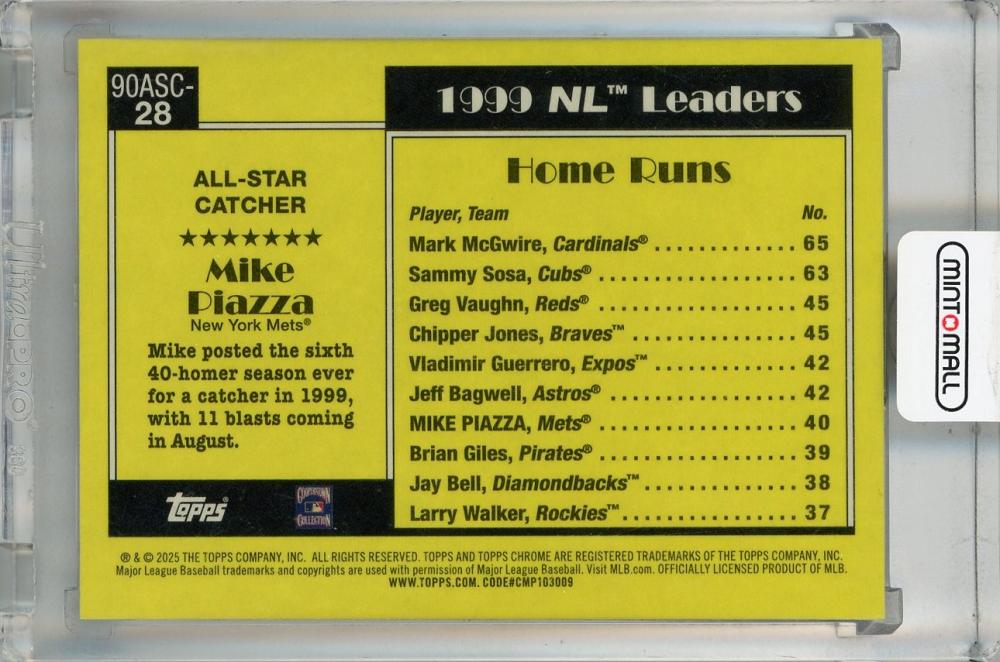 90ASC-
28
1999 NL™ Leaders
ALL-STAR
CATCHER
★★★★★★★
Mike
Piazza
New York Mets®
Mike posted the sixth
40-homer season ever
for a catcher in 1999,
with 11 blasts coming
in August.
Home Runs
Player, Team No.
Mark McGwire, Cardinals® ............. 65
Sammy Sosa, Cubs® .................. 63
Greg Vaughn, Reds® ................... 45
Chipper Jones, Braves™ ................ 45
Vladimir Guerrero, Expos™ .............. 42
Jeff Bagwell, Astros® .................. 42
MIKE PIAZZA, Mets® ................... 40
Brian Giles, Pirates® ................... 39
Jay Bell, Diamondbacks™ .............. 38
Larry Walker, Rockies™ ................ 37
Topps®
COOPERSTOWN
COLLECTION
® & © 2025 THE TOPPS COMPANY, INC. ALL RIGHTS RESERVED. TOPPS AND TOPPS CHROME ARE REGISTERED TRADEMARKS OF THE TOPPS COMPANY, INC.
Major League Baseball trademarks and copyrights are used with permission of Major League Baseball. Visit MLB.com. OFFICIALLY LICENSED PRODUCT OF MLB.
WWW.TOPPS.COM. CODE#CMP103009
UltraPRO
MINT MALL